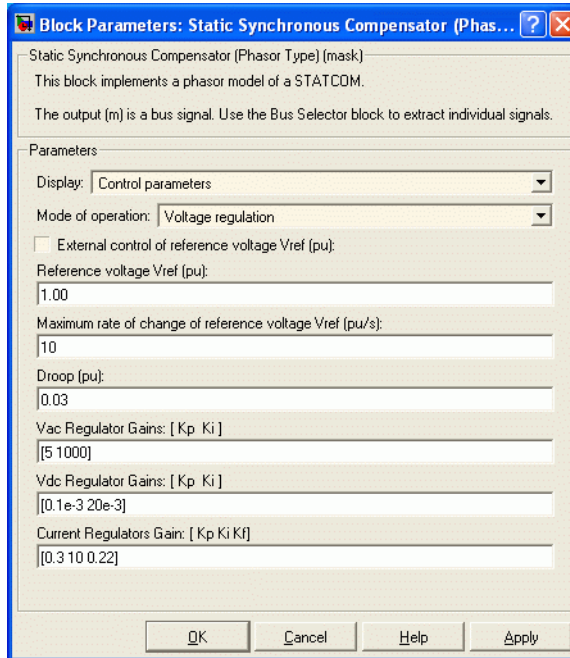 Block Parameters: Static Synchronous Compensator (Phas...
Static Synchronous Compensator (Phasor Type) (mask)
This block implements a phasor model of a STATCOM.
The output (m) is a bus signal. Use the Bus Selector block to extract individual signals.
Parameters
Display: Control parameters
Mode of operation: Voltage regulation
External control of reference voltage Vref (pu):
Reference voltage Vref (pu):
1.00
Maximum rate of change of reference voltage Vref (pu/s):
10
Droop (pu):
0.03
Vac Regulator Gains: [ Kp Ki ]
[5 1000]
Vdc Regulator Gains: [ Kp Ki ]
[0.1e-3 20e-3]
Current Regulators Gain: [ Kp Ki Kf]
[0.3 10 0.22]
OK Cancel Help Apply